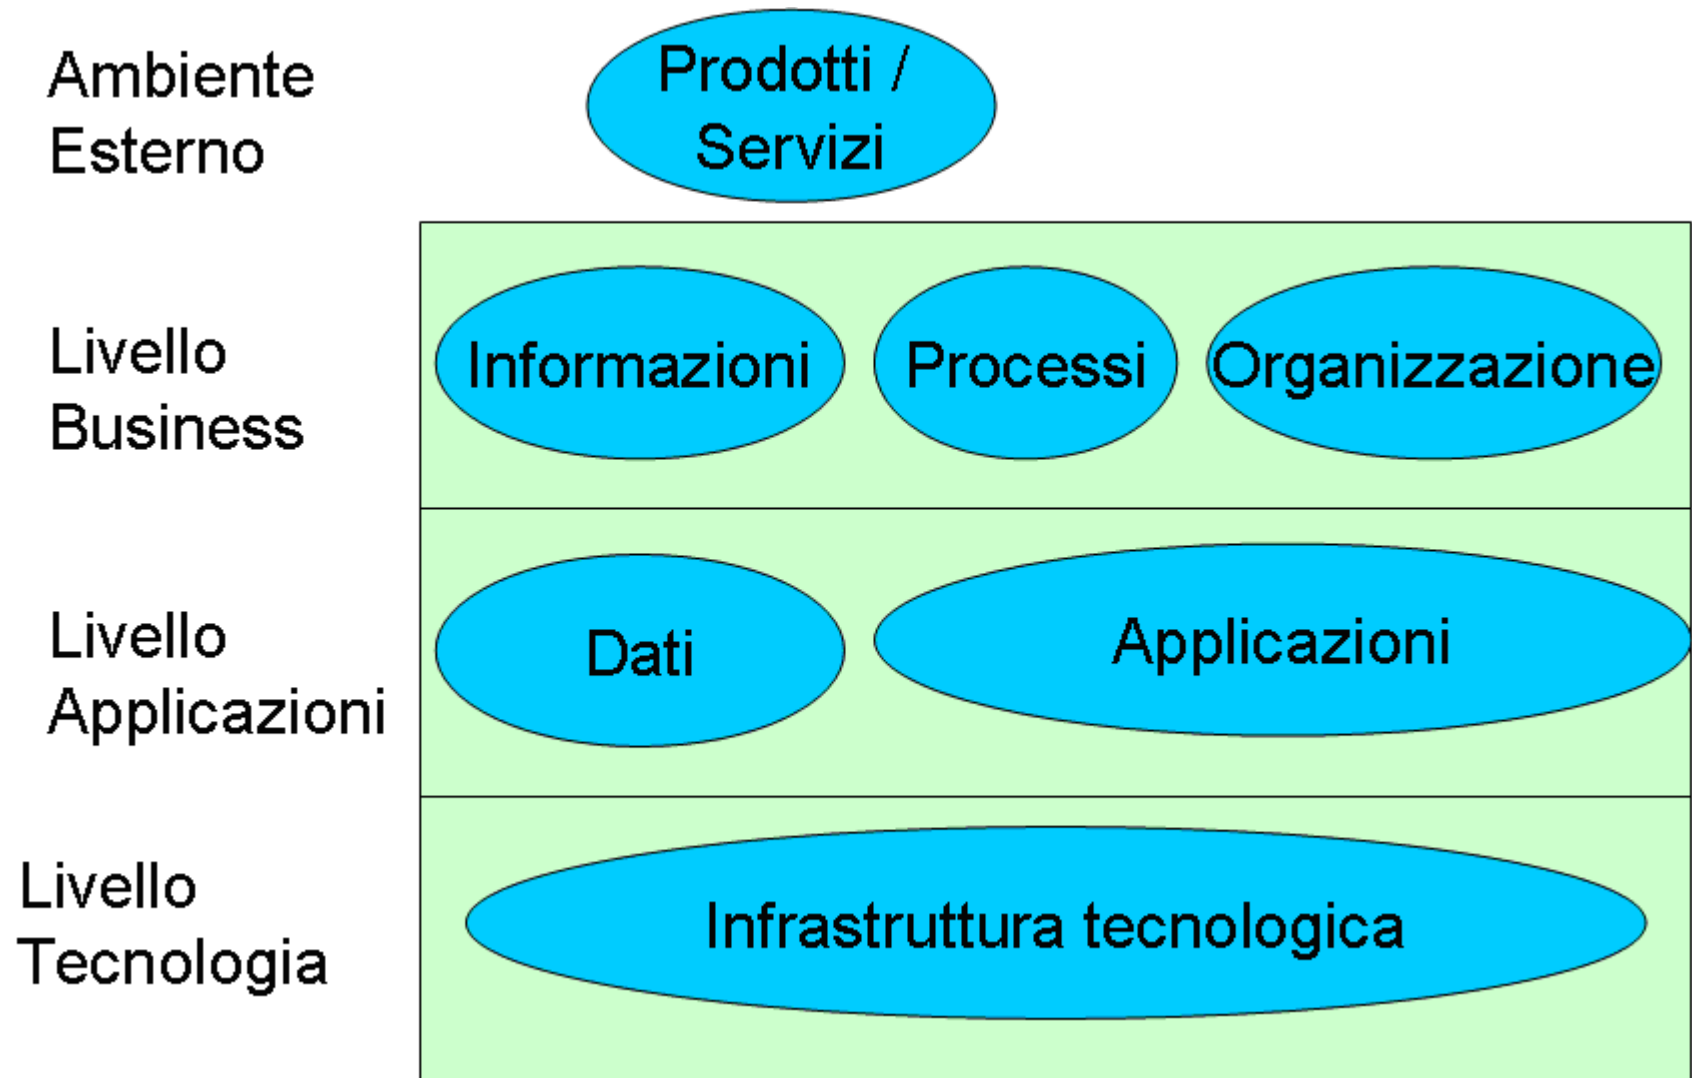 Ambiente
Esterno
Prodotti /
Servizi
Livello
Business
Informazioni
Processi
Organizzazione
Livello
Applicazioni
Dati
Applicazioni
Livello
Tecnologia
Infrastruttura tecnologica